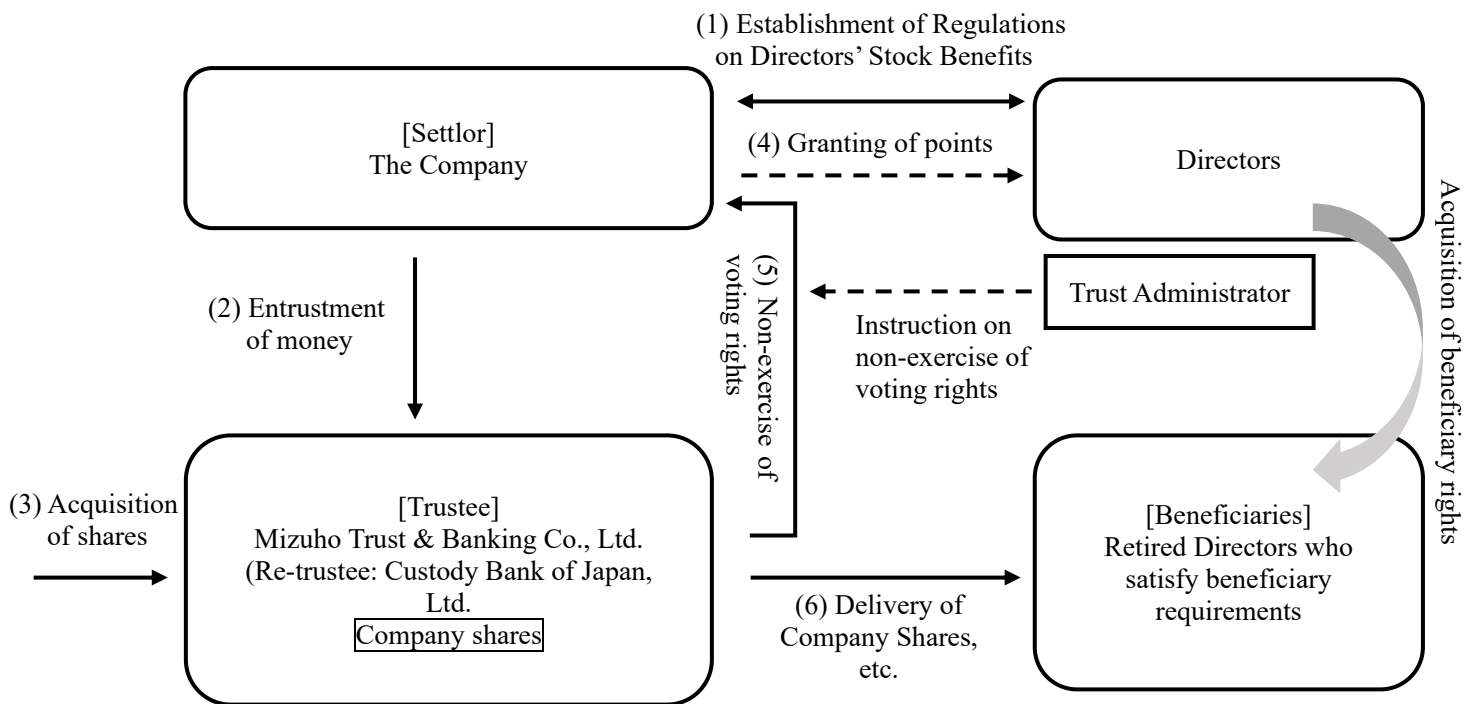 (1) Establishment of Regulations
on Directors’ Stock Benefits
[Settlor]
The Company
(4) Granting of points
Directors
Acquisition of beneficiary rights
(2) Entrustment
of money
(5) Non-exercise of
voting rights
Trust Administrator
Instruction on
non-exercise of
voting rights
(3) Acquisition
of shares
[Trustee]
Mizuho Trust & Banking Co., Ltd.
(Re-trustee: Custody Bank of Japan,
Ltd.
Company shares
(6) Delivery of
Company Shares,
etc.
[Beneficiaries]
Retired Directors who
satisfy beneficiary
requirements